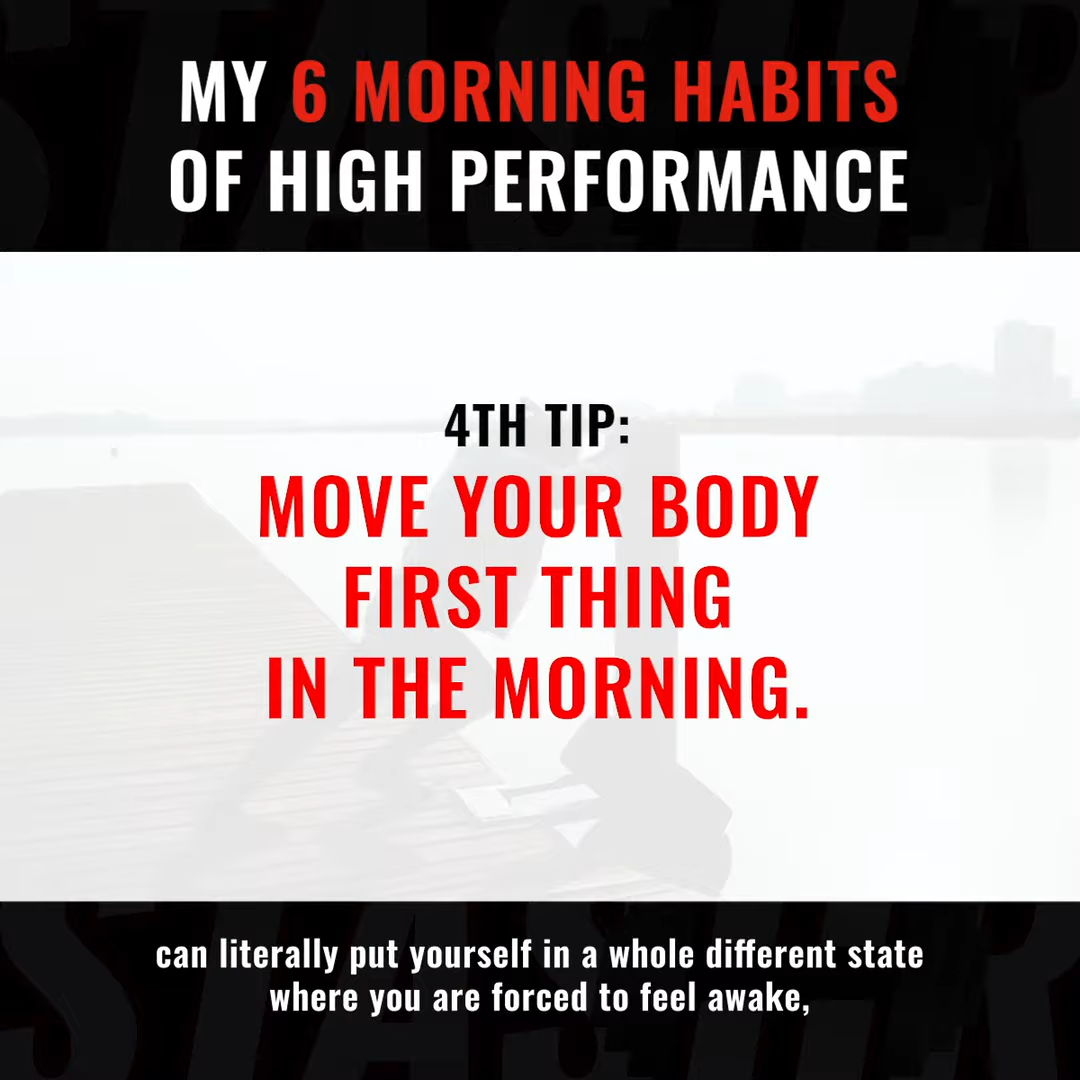 MY 6 MORNING HABITS
OF HIGH PERFORMANCE
4TH TIP:
MOVE YOUR BODY
FIRST THING
IN THE MORNING.
can literally put yourself in a whole different state
where you are forced to feel awake,